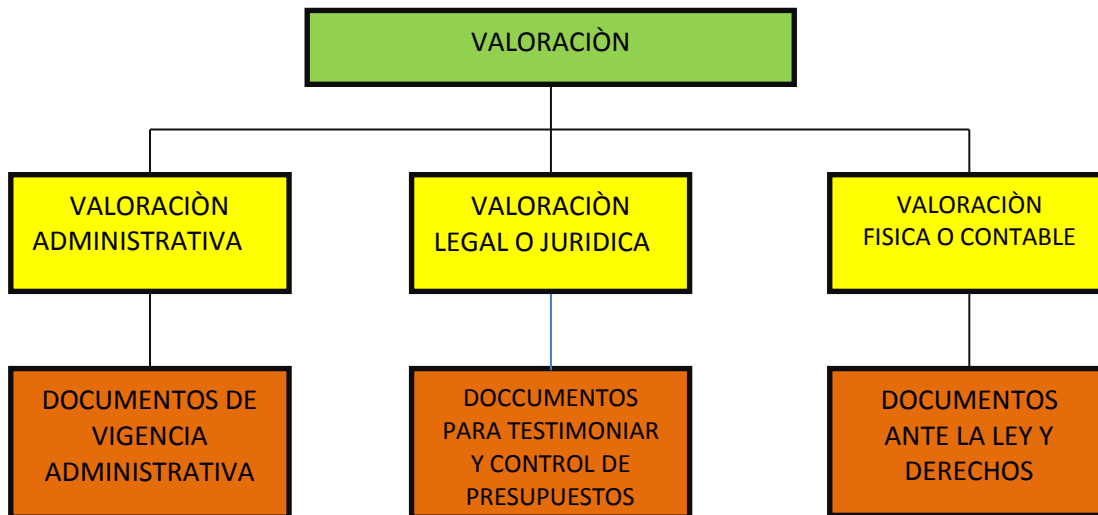 VALORACIÒN
VALORACIÒN
ADMINISTRATIVA
VALORACIÒN
LEGAL O JURIDICA
VALORACIÒN
FISICA O CONTABLE
DOCUMENTOS DE
VIGENCIA
ADMINISTRATIVA
DOCCUMENTOS
PARA TESTIMONIAR
Y CONTROL DE
PRESUPUESTOS
DOCUMENTOS
ANTE LA LEY Y
DERECHOS